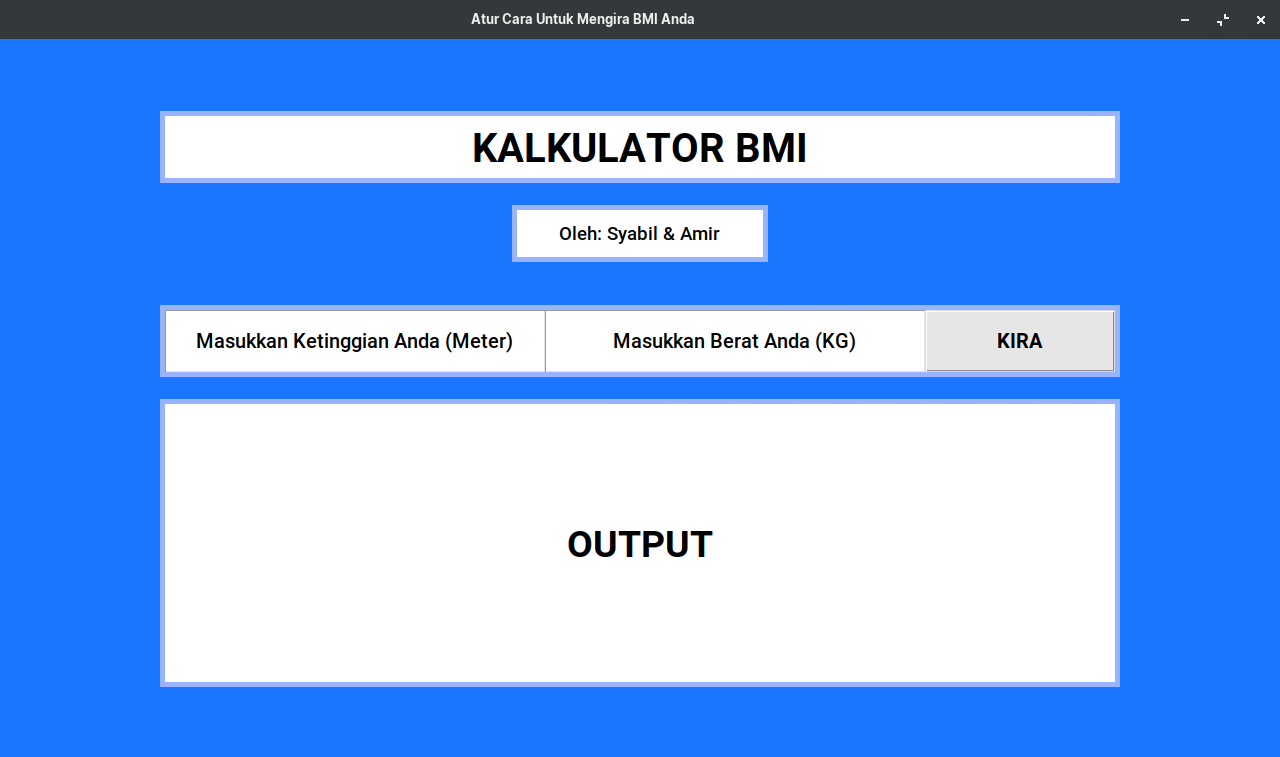 Atur Cara Untuk Mengira BMI Anda
KALKULATOR BMI
Oleh: Syabil & Amir
Masukkan Ketinggian Anda (Meter)
Masukkan Berat Anda (KG)
KIRA
OUTPUT